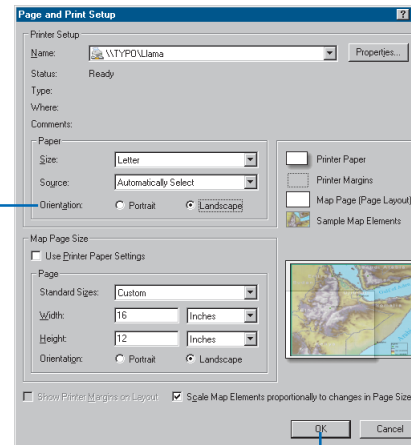 Page and Print Setup
Printer Setup
Name: \\TYPO\Llama Properties...
Status: Ready
Type:
Where:
Comments:
Paper
Size: Letter
Source: Automatically Select
Orientation: Portrait Landscape
Printer Paper
Printer Margins
Map Page (Page Layout)
Sample Map Elements
Map Page Size
Use Printer Paper Settings
Page
Standard Sizes: Custom
Width: 16 Inches
Height: 12 Inches
Orientation: Portrait Landscape
Show Printer Margins on Layout Scale Map Elements proportionally to changes in Page Size
OK Cancel